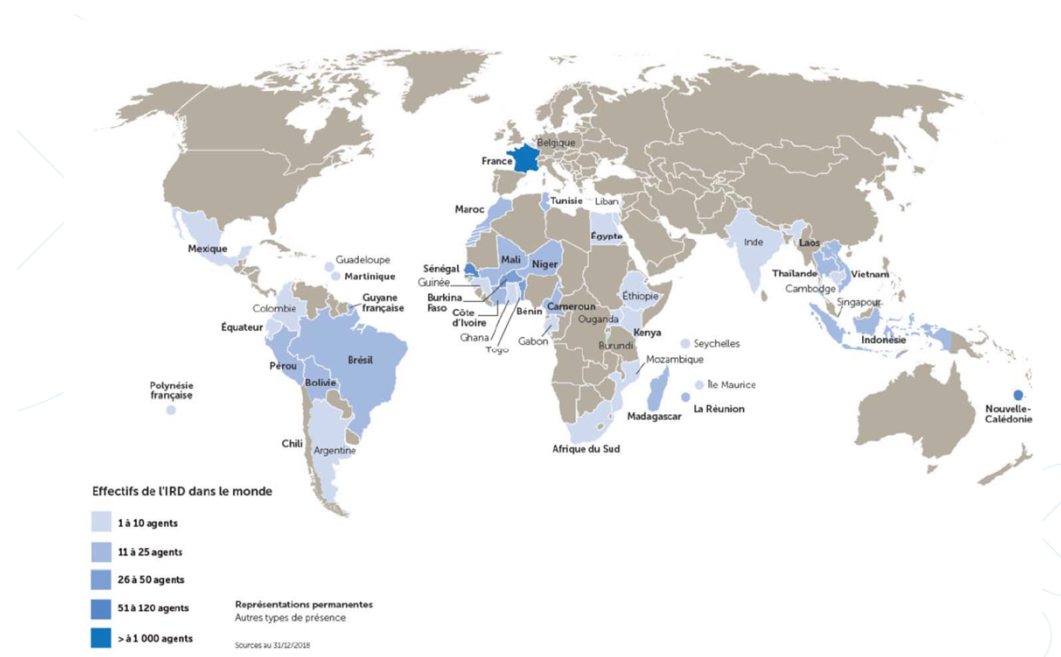 Belgique
France
Tunisie
Liban
Maroc
Égypte
Inde
Laos
Mexique
Guadeloupe
Martinique
Sénégal
Mali
Niger
Guinée
Thaïlande
Vietnam
Cambodge
Singapour
Colombie
Guyane
française
Burkina
Faso
Côte
d'Ivoire
Bénin
Cameroun
Éthiopie
Ouganda
Équateur
Ghana
Togo
Gabon
Kenya
Burundi
Indonésie
Seychelles
Mozambique
Pérou
Brésil
Bolivie
Polynésie
française
Île Maurice
La Réunion
Madagascar
Nouvelle-
Calédonie
Chili
Argentine
Afrique du Sud
Effectifs de l'IRD dans le monde
1 à 10 agents
11 à 25 agents
26 à 50 agents
51 à 120 agents
> à 1 000 agents
Représentations permanentes
Autres types de présence
Sources au 31/12/2018